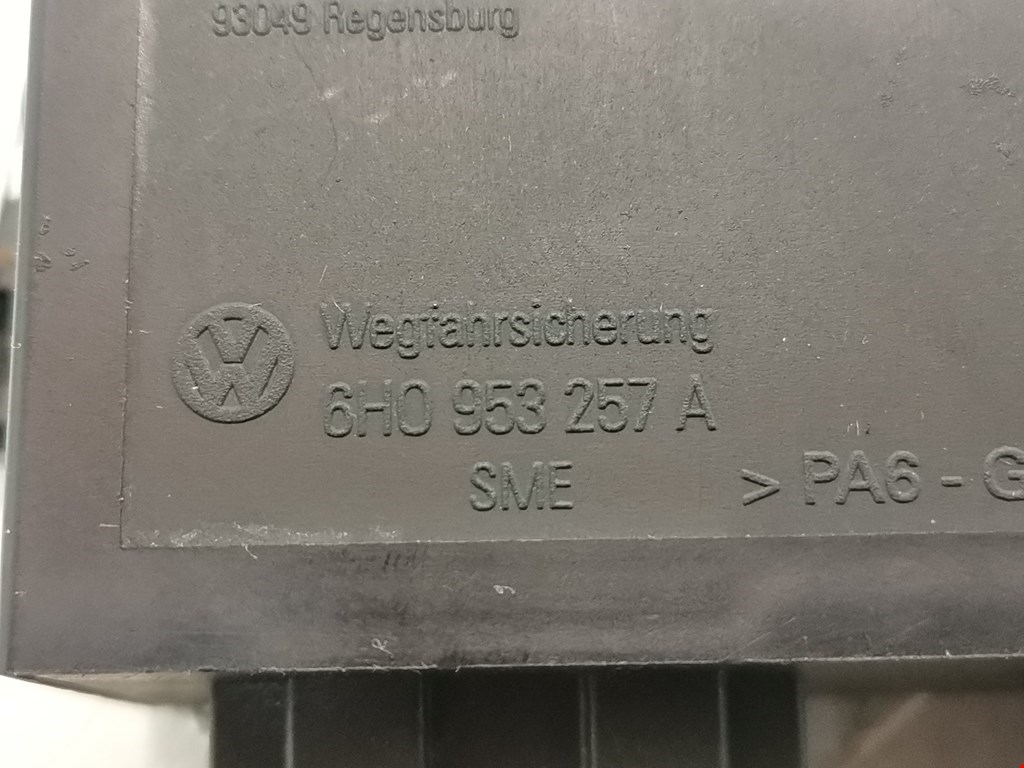 93049 Regensburg
Wegfahrsicherung
6H0 953 257 A
SME
> PA6 - G